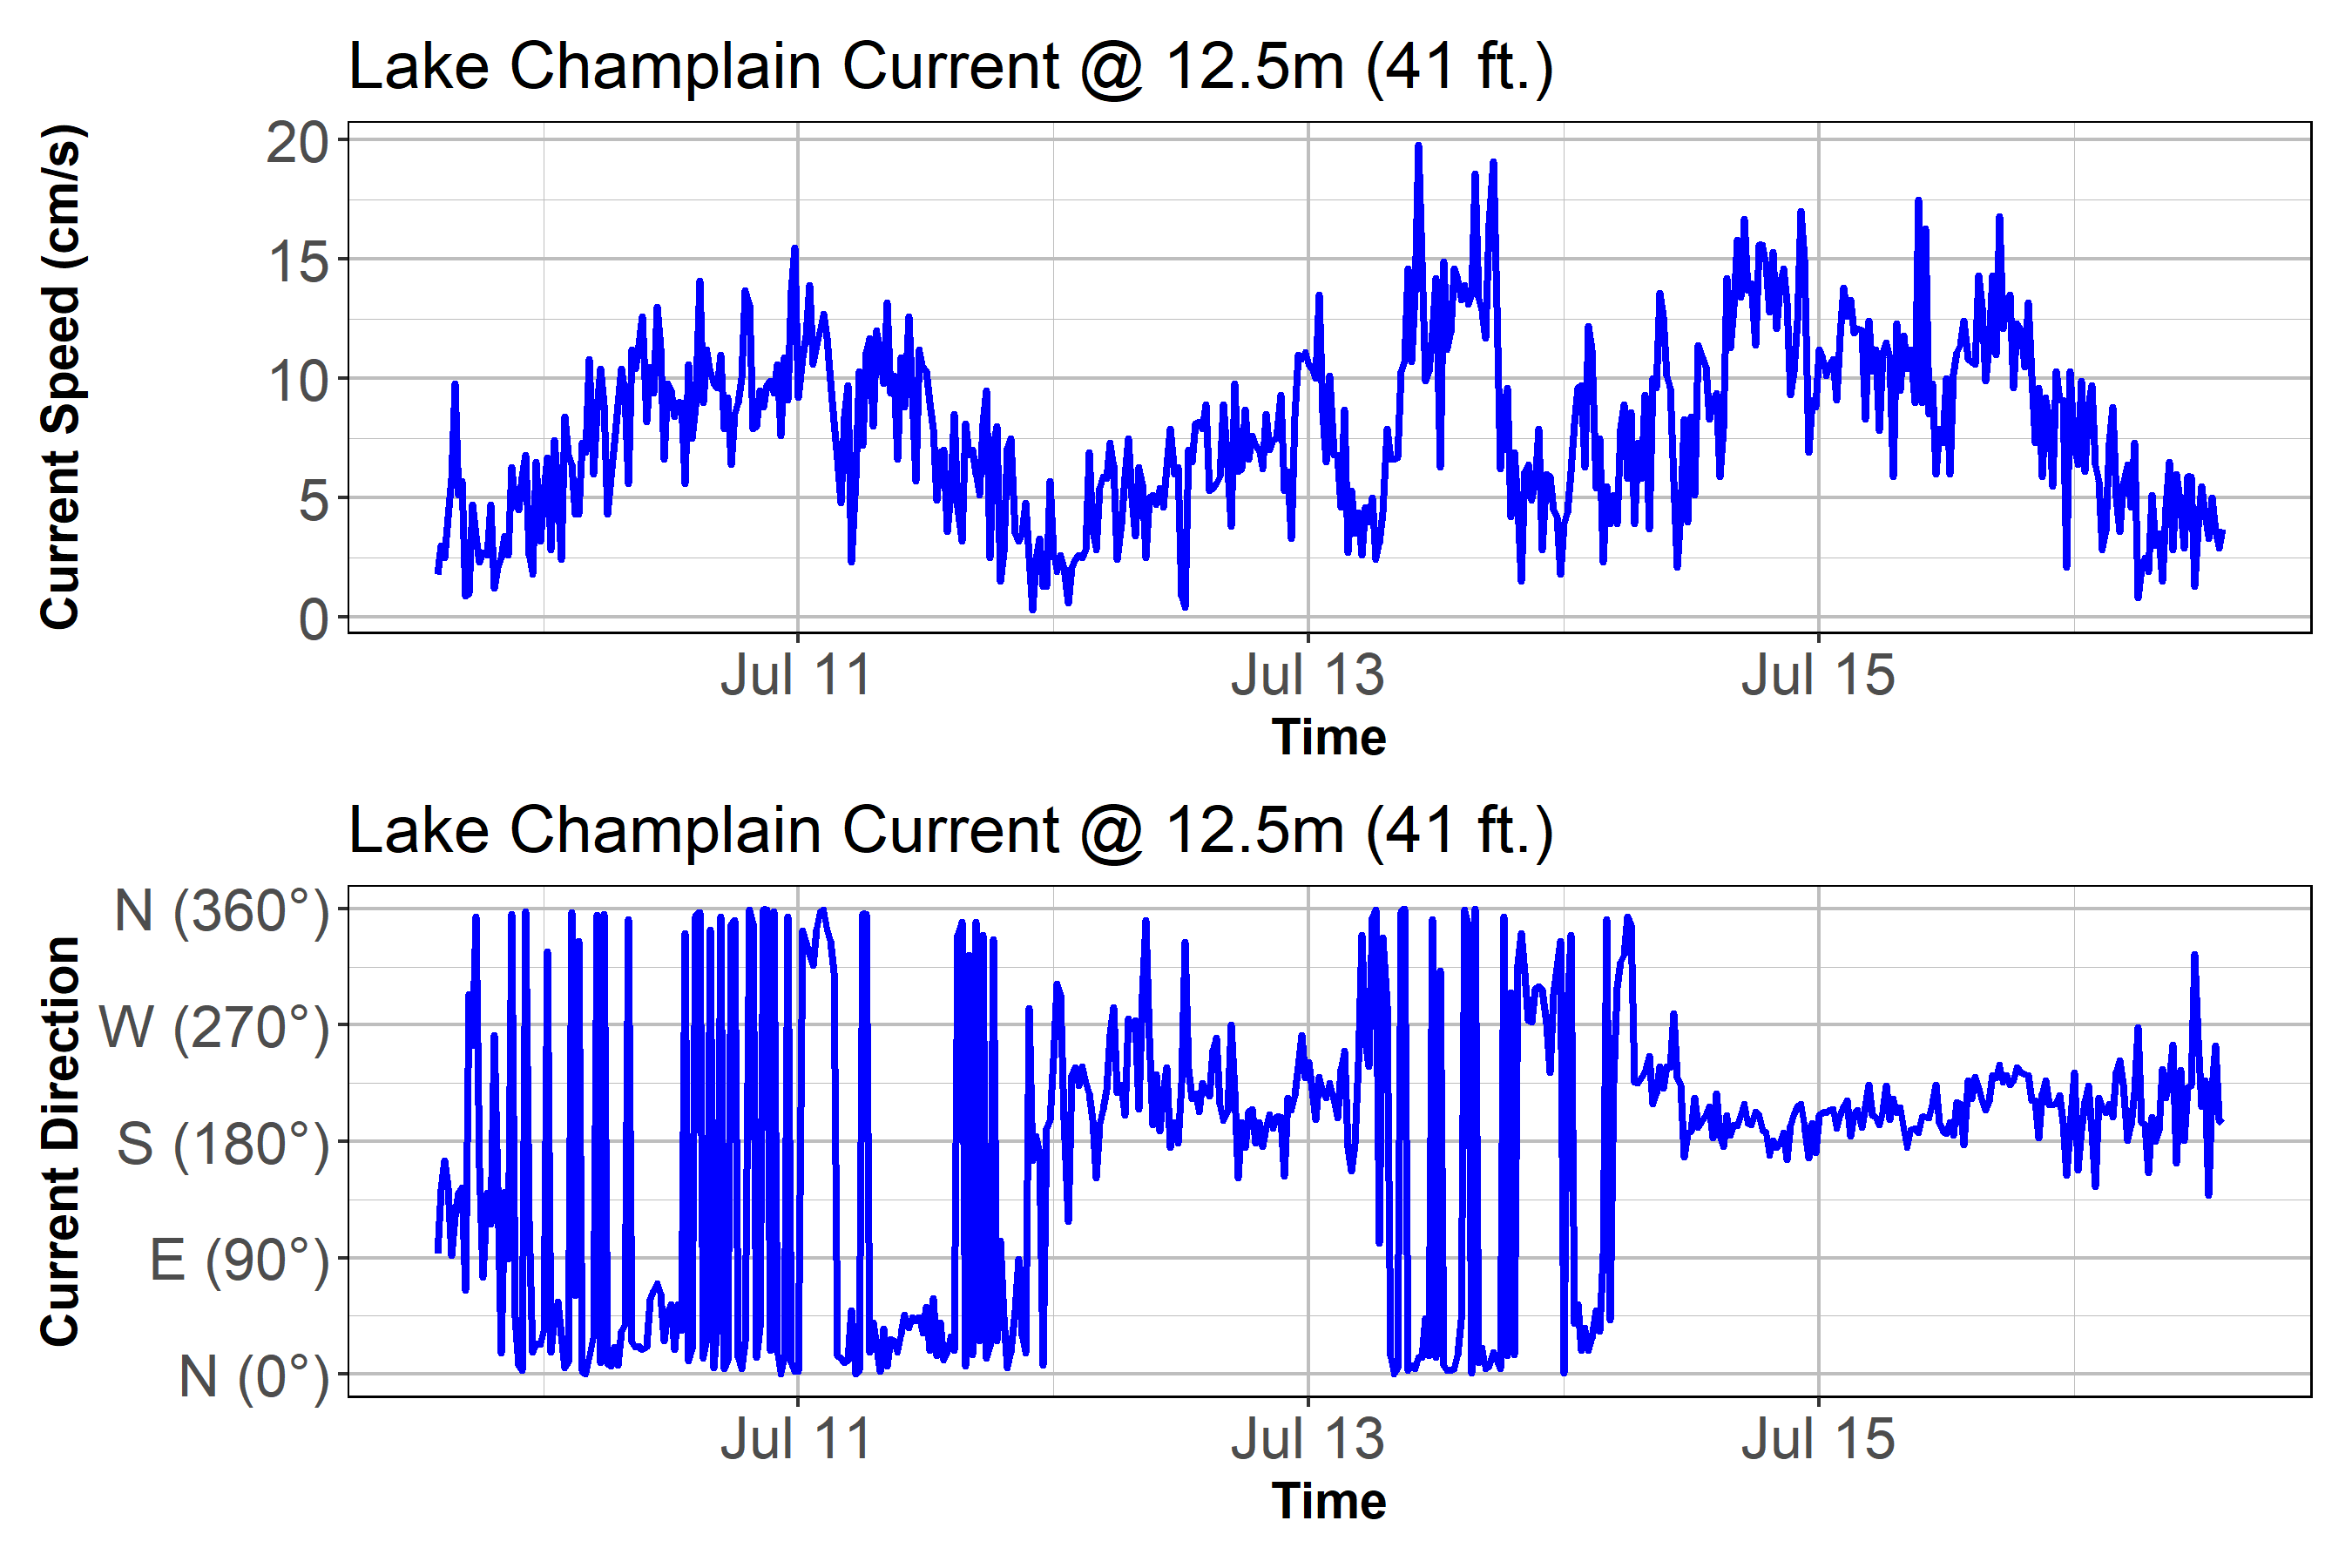 Lake Champlain Current @ 12.5m (41 ft.)
Current Speed (cm/s)
20
15
10
5
0
Jul 11
Jul 13
Jul 15
Time
Lake Champlain Current @ 12.5m (41 ft.)
Current Direction
N (360°)
W (270°)
S (180°)
E (90°)
N (0°)
Jul 11
Jul 13
Jul 15
Time